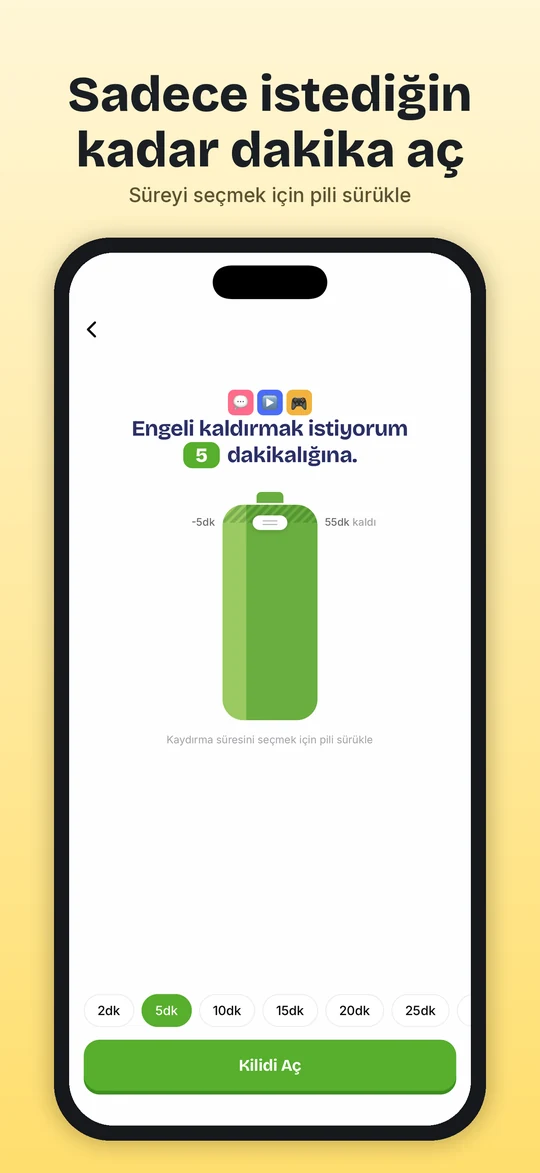 Sadece istediğin
kadar dakika aç
Süreyi seçmek için pili sürükle
Engeli kaldırmak istiyorum
5 dakikalığına.
-5dk
55dk kaldı
Kaydırma süresini seçmek için pili sürükle
2dk 5dk 10dk 15dk 20dk 25dk
Kilidi Aç